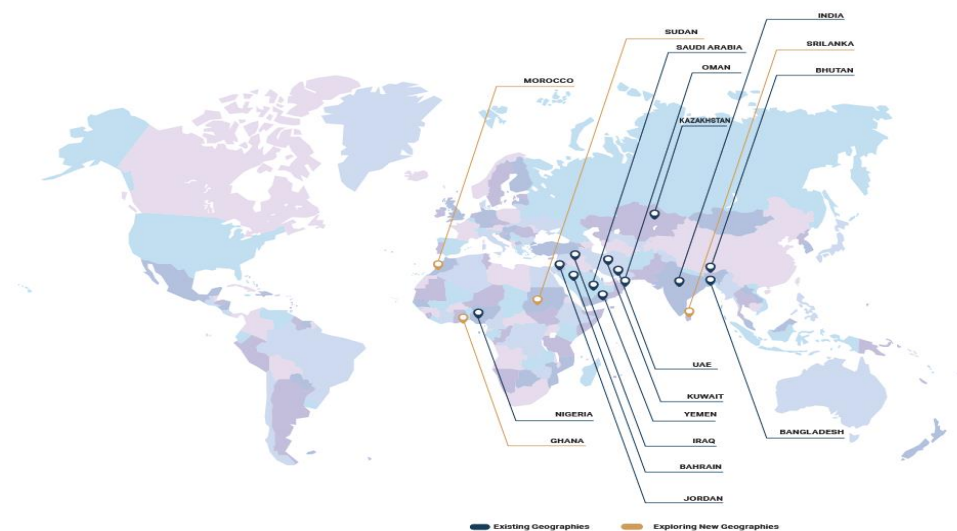 INDIA
SUDAN
SRILANKA
SAUDI ARABIA
OMAN
BHUTAN
MOROCCO
KAZAKHSTAN
UAE
KUWAIT
NIGERIA
YEMEN
BANGLADESH
GHANA
IRAQ
BAHRAIN
JORDAN
Existing Geographies
Exploring New Geographies